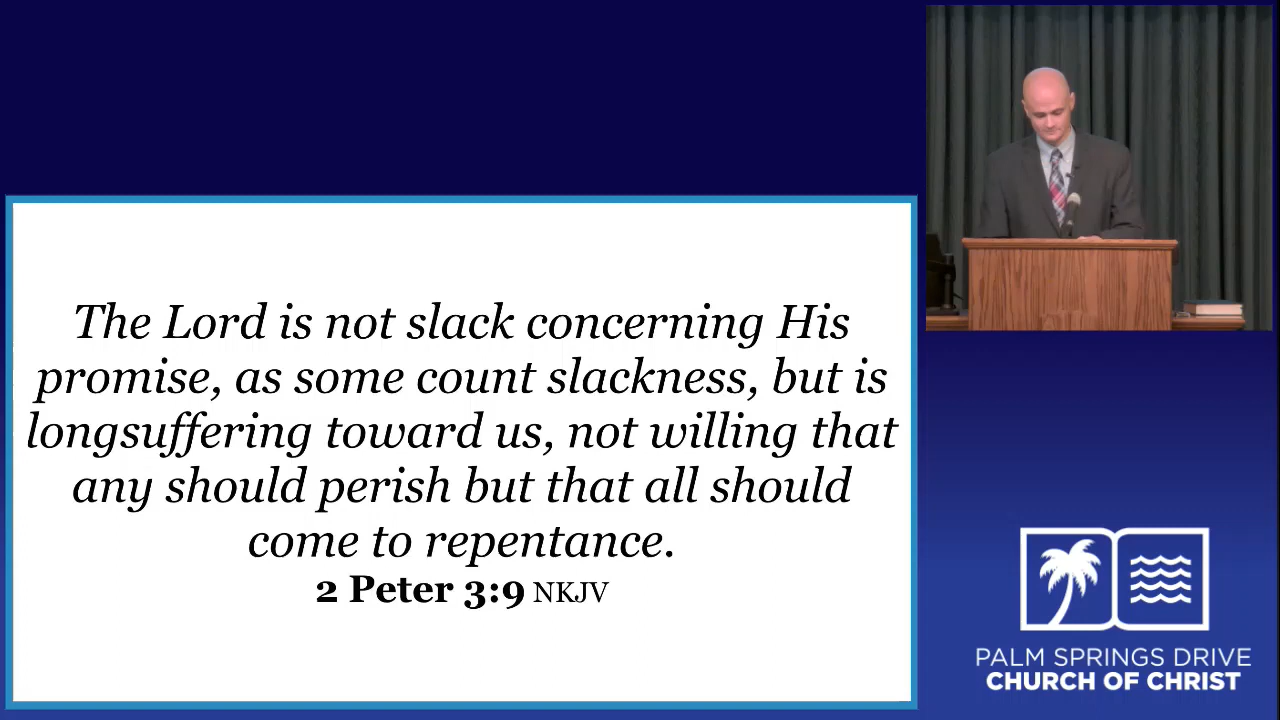 The Lord is not slack concerning His
promise, as some count slackness, but is
longsuffering toward us, not willing that
any should perish but that all should
come to repentance.
2 Peter 3:9 NKJV
PALM SPRINGS DRIVE
CHURCH OF CHRIST